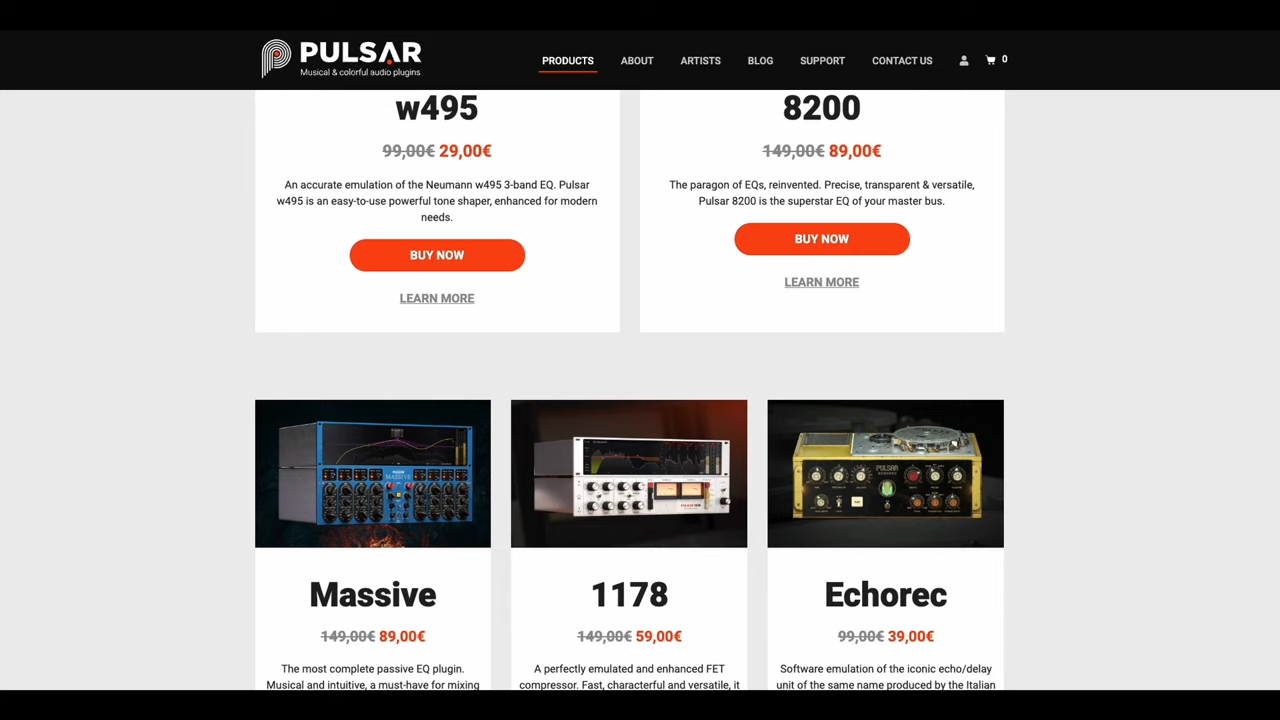 PULSAR
Musical & colorful audio plugins
PRODUCTS
ABOUT
ARTISTS
BLOG
SUPPORT
CONTACT US
0
w495
99,00€ 29,00€
An accurate emulation of the Neumann w495 3-band EQ. Pulsar
w495 is an easy-to-use powerful tone shaper, enhanced for modern
needs.
BUY NOW
LEARN MORE
8200
149,00€ 89,00€
The paragon of EQs, reinvented. Precise, transparent & versatile,
Pulsar 8200 is the superstar EQ of your master bus.
BUY NOW
LEARN MORE
MASSIVE
PULSAR
Massive
149,00€ 89,00€
The most complete passive EQ plugin.
Musical and intuitive, a must-have for mixing
1178
149,00€ 59,00€
A perfectly emulated and enhanced FET
compressor. Fast, characterful and versatile, it
Echorec
99,00€ 39,00€
Software emulation of the iconic echo/delay
unit of the same name produced by the Italian